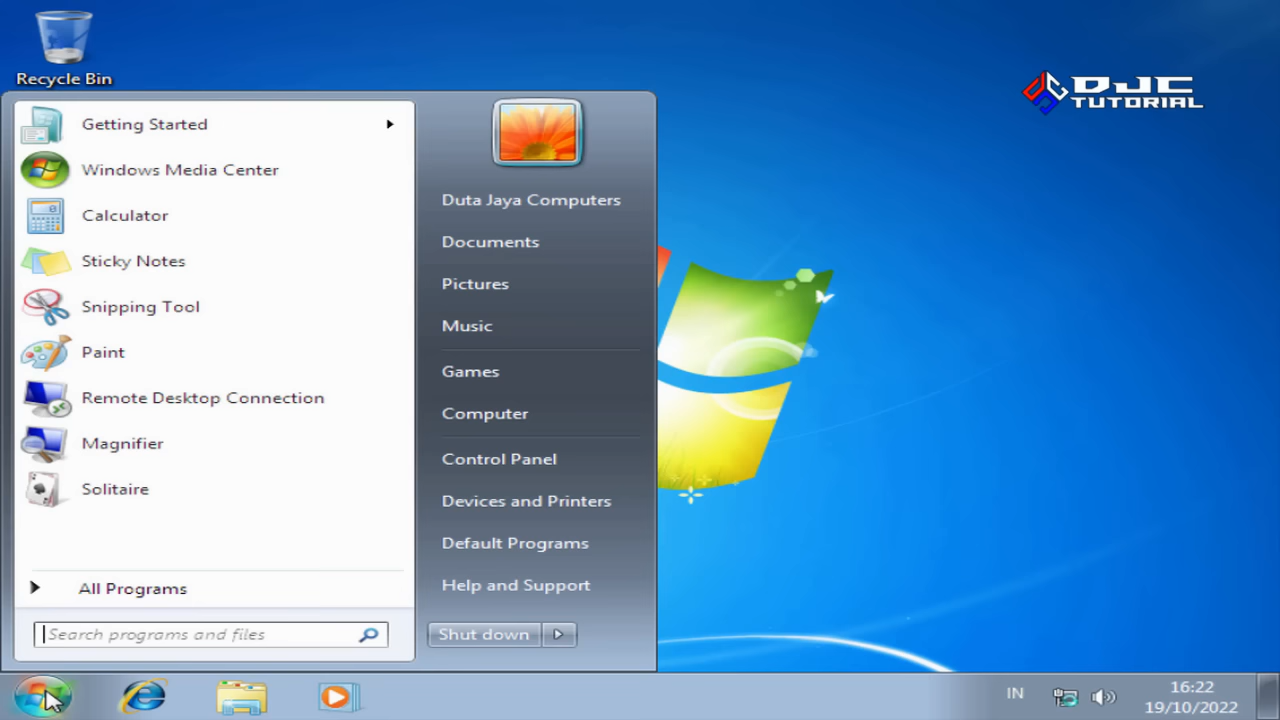 Recycle Bin
DJC
TUTORIAL
Getting Started
Windows Media Center
Calculator
Sticky Notes
Snipping Tool
Paint
Remote Desktop Connection
Magnifier
Solitaire
All Programs
Search programs and files
Duta Jaya Computers
Documents
Pictures
Music
Games
Computer
Control Panel
Devices and Printers
Default Programs
Help and Support
Shut down
IN
16:22
19/10/2022